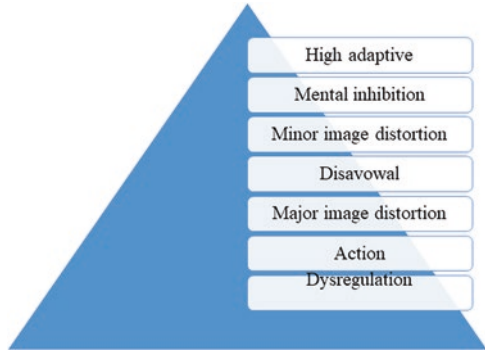 High adaptive
Mental inhibition
Minor image distortion
Disavowal
Major image distortion
Action
Dysregulation